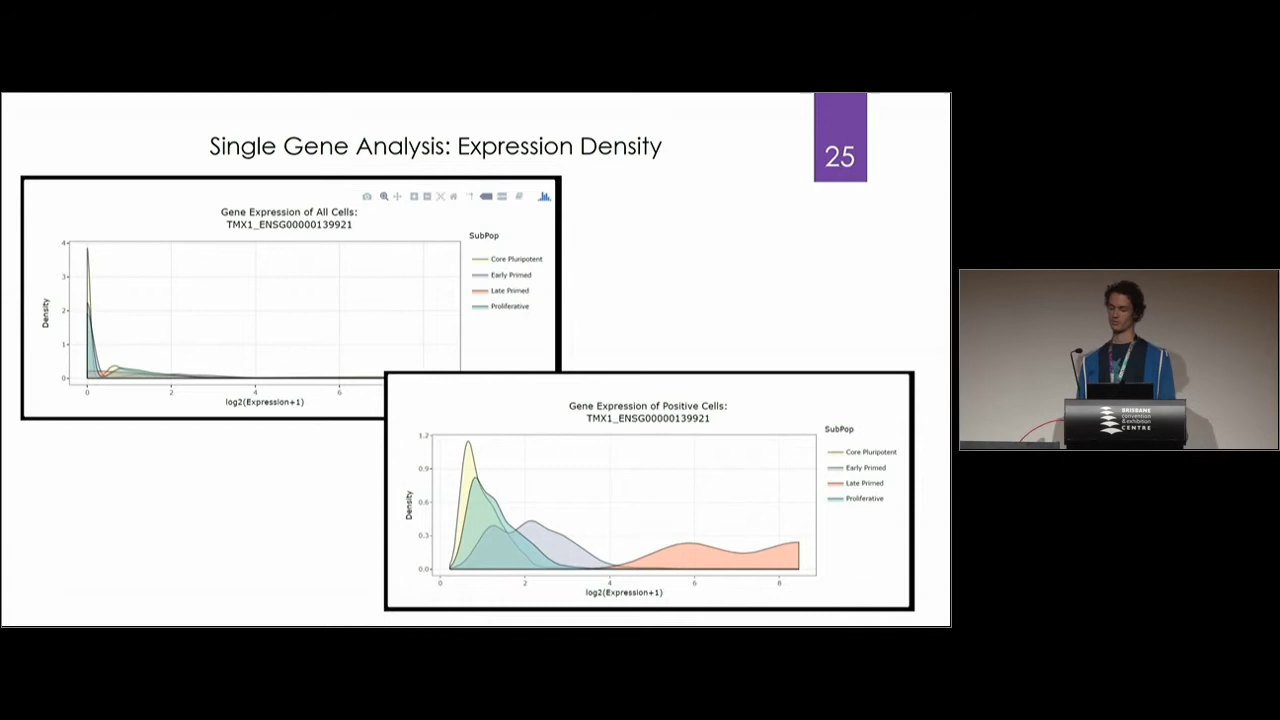 Single Gene Analysis: Expression Density
25
Gene Expression of All Cells:
TMX1_ENSG00000139921
SubPop
Core Pluripotent
Early Primed
Late Primed
Proliferative
4
3
2
1
0
Density
0 2 4 6
log2(Expression+1)
Gene Expression of Positive Cells:
TMX1_ENSG00000139921
SubPop
Core Pluripotent
Early Primed
Late Primed
Proliferative
1.2
0.9
0.6
0.3
0.0
Density
0 2 4 6 8
log2(Expression+1)
BRISBANE
convention
& exhibition
CENTRE